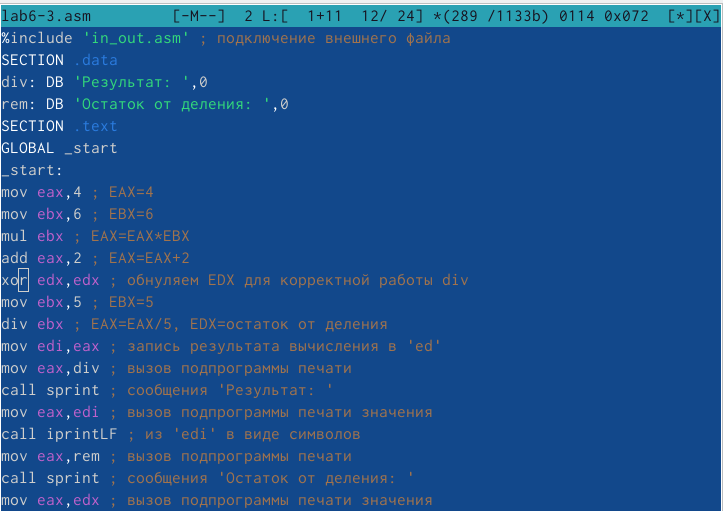 lab6-3.asm [-M--] 2 L:[ 1+11 12/ 24] *(289 /1133b) 0114 0x072 [*][X]
%include 'in_out.asm' ; подключение внешнего файла
SECTION .data
div: DB 'Результат: ',0
rem: DB 'Остаток от деления: ',0
SECTION .text
GLOBAL _start
_start:
mov eax,4 ; EAX=4
mov ebx,6 ; EBX=6
mul ebx ; EAX=EAX*EBX
add eax,2 ; EAX=EAX+2
xor edx,edx ; обнуляем EDX для корректной работы div
mov ebx,5 ; EBX=5
div ebx ; EAX=EAX/5, EDX=остаток от деления
mov edi,eax ; запись результата вычисления в 'ed'
mov eax,div ; вызов подпрограммы печати
call sprint ; сообщения 'Результат: '
mov eax,edi ; вызов подпрограммы печати значения
call iprintLF ; из 'edi' в виде символов
mov eax,rem ; вызов подпрограммы печати
call sprint ; сообщения 'Остаток от деления: '
mov eax,edx ; вызов подпрограммы печати значения